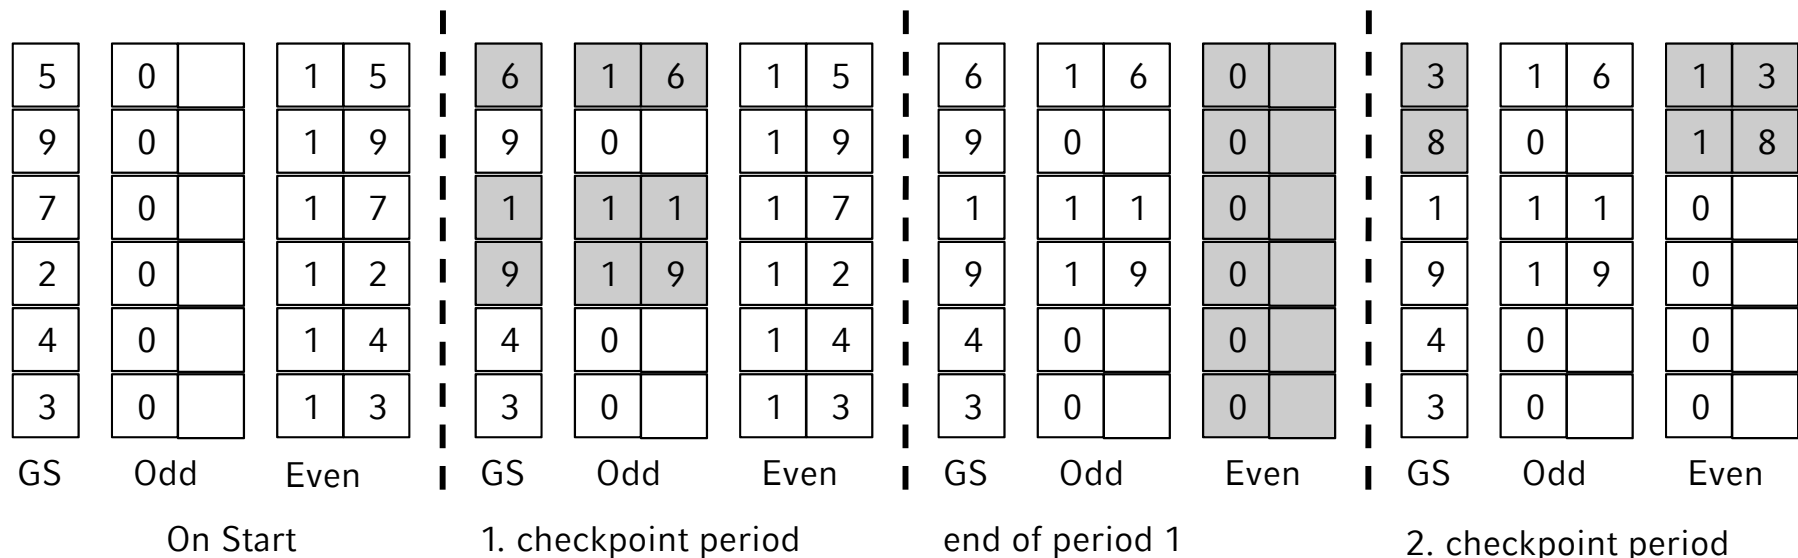 5 0 1 5 6 1 6 1 5 6 1 6 0 3 1 6 1 3
9 0 1 9 9 0 1 9 9 0 0 8 0 1 8
7 0 1 7 1 1 1 1 7 1 1 1 0 1 1 1 0
2 0 1 2 9 1 9 1 2 9 1 9 0 9 1 9 0
4 0 1 4 4 0 1 4 4 0 0 4 0 0
3 0 1 3 3 0 1 3 3 0 0 3 0 0
GS Odd Even GS Odd Even GS Odd Even GS Odd Even
On Start 1. checkpoint period end of period 1 2. checkpoint period